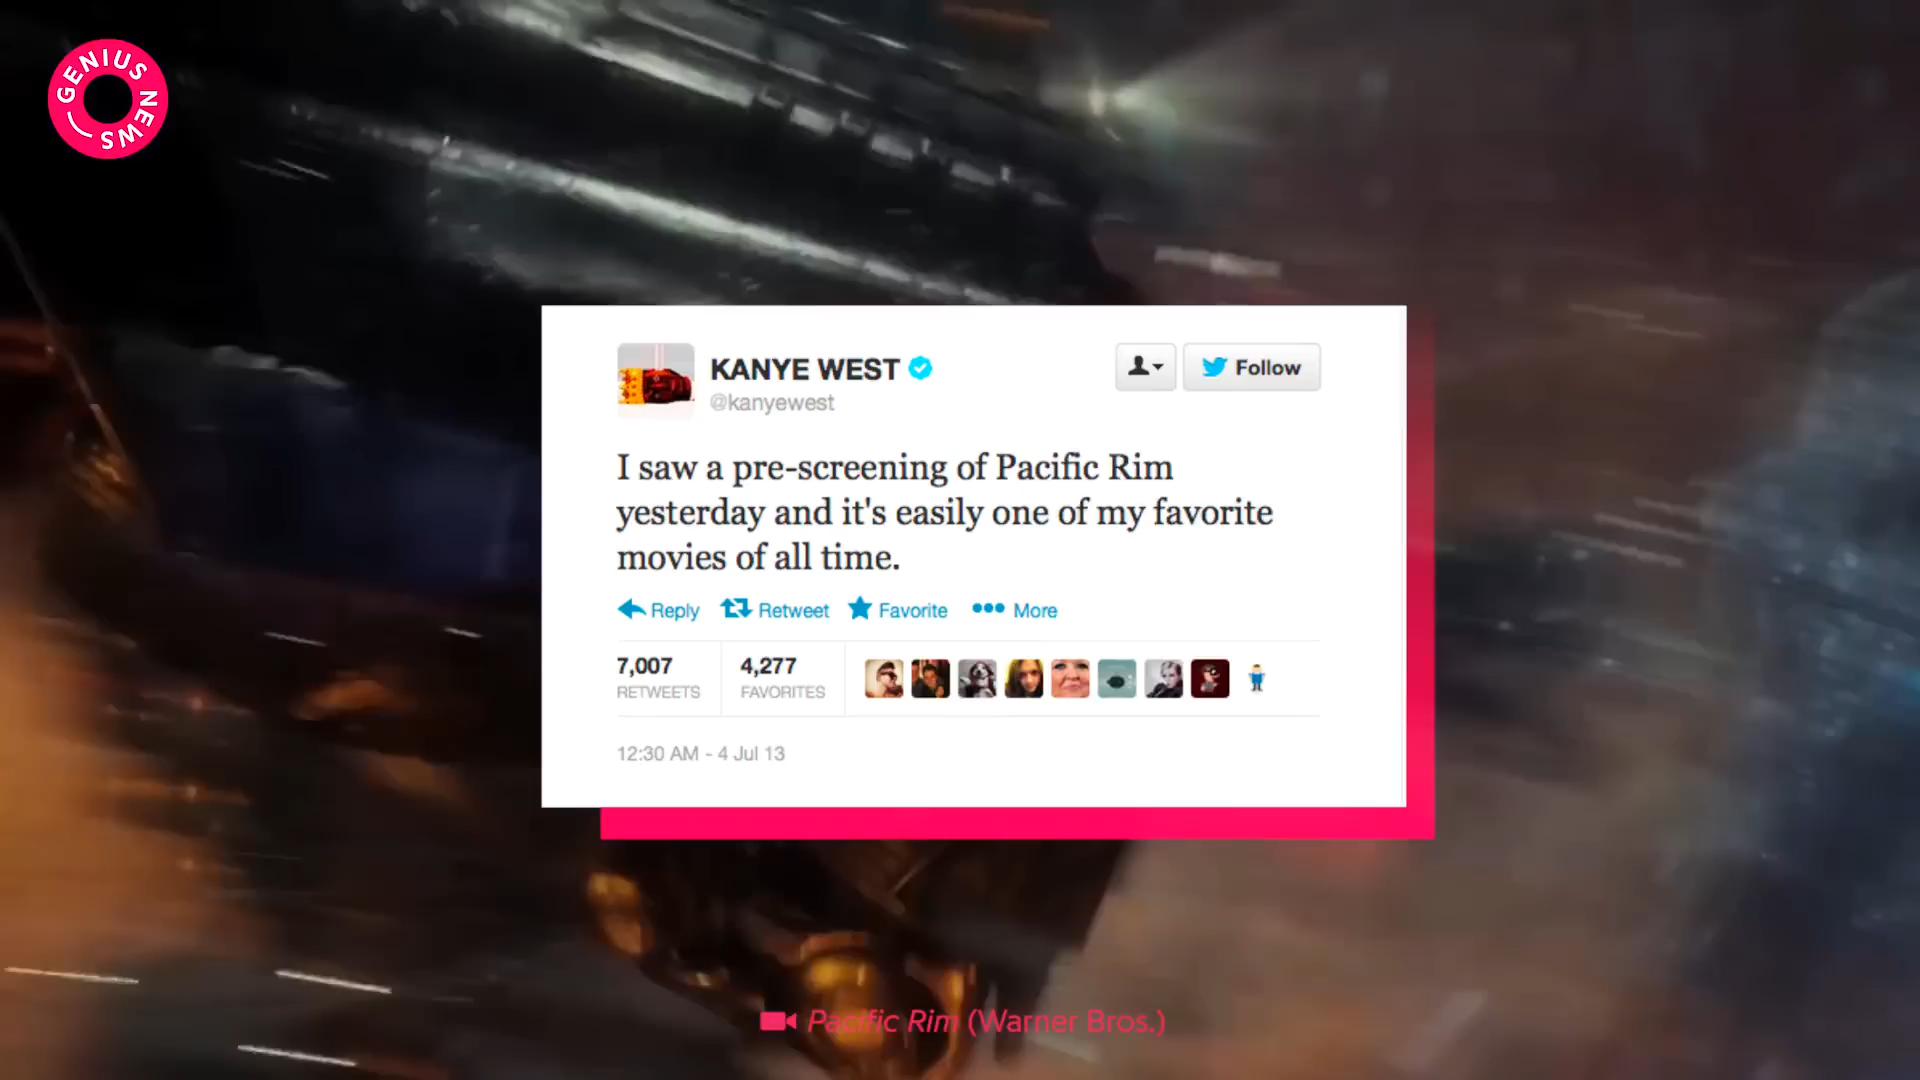 GENIUS NEWS
KANYE WEST
@kanyewest
Follow
I saw a pre-screening of Pacific Rim
yesterday and it's easily one of my favorite
movies of all time.
Reply Retweet Favorite More
7,007 4,277
RETWEETS FAVORITES
12:30 AM - 4 Jul 13
Pacific Rim (Warner Bros.)